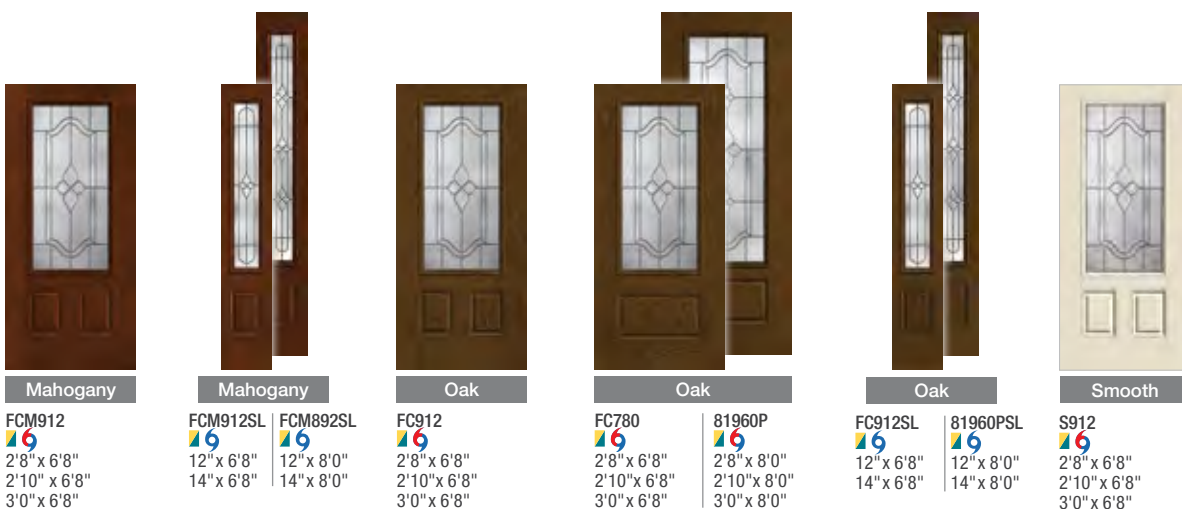 Mahogany
FCM912
2'8"x 6'8"
2'10" x 6'8"
3'0"x 6'8"
Mahogany
FCM912SL
12"x 6'8"
14"x 6'8"
FCM892SL
12"x 8'0"
14"x 8'0"
Oak
FC912
2'8"x 6'8"
2'10"x 6'8"
3'0"x 6'8"
Oak
FC780
2'8"x 6'8"
2'10"x 6'8"
3'0"x 6'8"
81960P
2'8"x 8'0"
2'10"x 8'0"
3'0"x 8'0"
Oak
FC912SL
12"x 6'8"
14"x 6'8"
81960PSL
12"x 8'0"
14"x 8'0"
Smooth
S912
2'8"x 6'8"
2'10"x 6'8"
3'0"x 6'8"